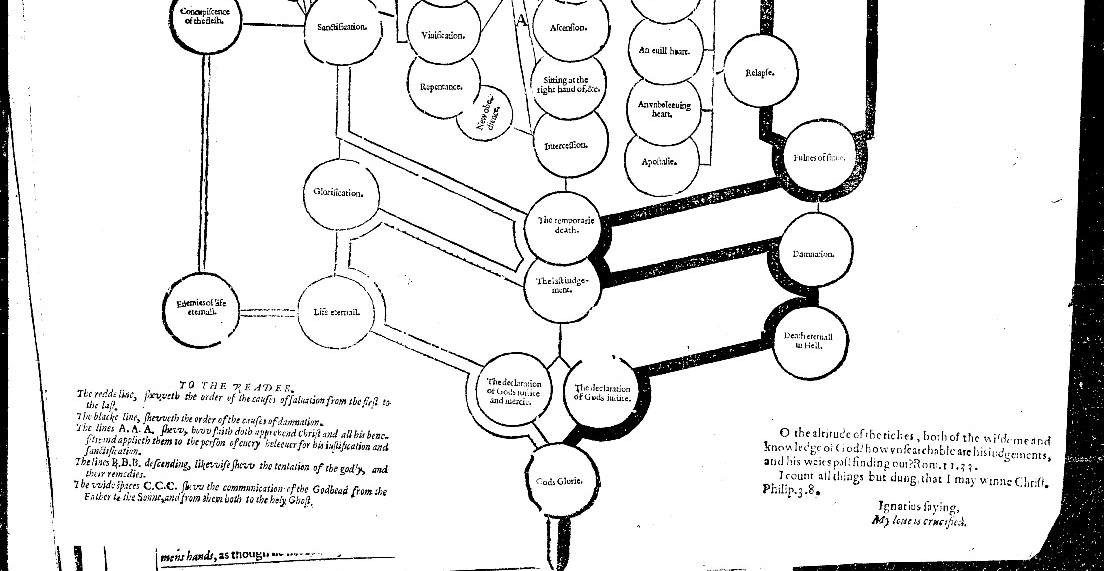 Concupiscence
of the flesh.
Sanctification.
Viuification.
A
Ascension.
An euill heart.
Relapse.
Repentance.
Sitting at the
right hand of, &c.
New obe-
dience.
An vnbeleeuing
heart.
Intercession.
Apostasie.
Fulnes of sinne.
Glorification.
The temporarie
death.
Damnation.
The last iudge-
ment.
Enemies of life
eternall.
Life eternall.
Death eternall
in Hell.
The declaration
of Gods iustice
and mercie.
The declaration
of Gods iustice.
Gods Glorie.
TO THE READER.
The redde line, shevveth the order of the causes of saluation from the first to
the last.
The blacke line, shevveth the order of the causes of damnation.
The lines A.A.A. shevv, hovv faith doth apprehend Christ and all his bene-
fits and applieth them to the person of euery beleeuer for his iustification and
sanctification.
The lines B.B.B. descending, likevvise shevv the tentation of the godly, and
their remedies.
The voide spaces C.C.C. shevv the communication of the Godhead from the
Father to the Sonne, and from them both to the holy Ghost.
O the altitude of the riches, both of the wisdome and
knowledge of God! how vnsearchable are his iudgements,
and his waies past finding out? Rom. 11.33.
I count all things but dung, that I may winne Christ.
Philip. 3.8.
Ignatius saying,
My loue is crucified.
mens hands, as though